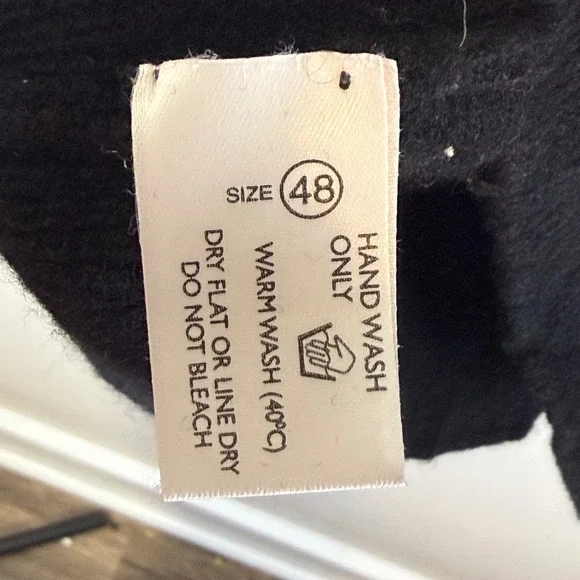 SIZE 48
HAND WASH
ONLY
WARM WASH (40°C)
DRY FLAT OR LINE DRY
DO NOT BLEACH